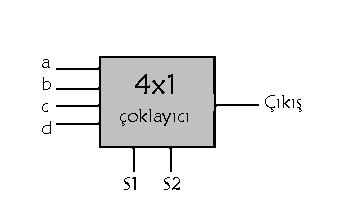 a
b
c
d
4x1
çoklayıcı
Çıkış
S1 S2